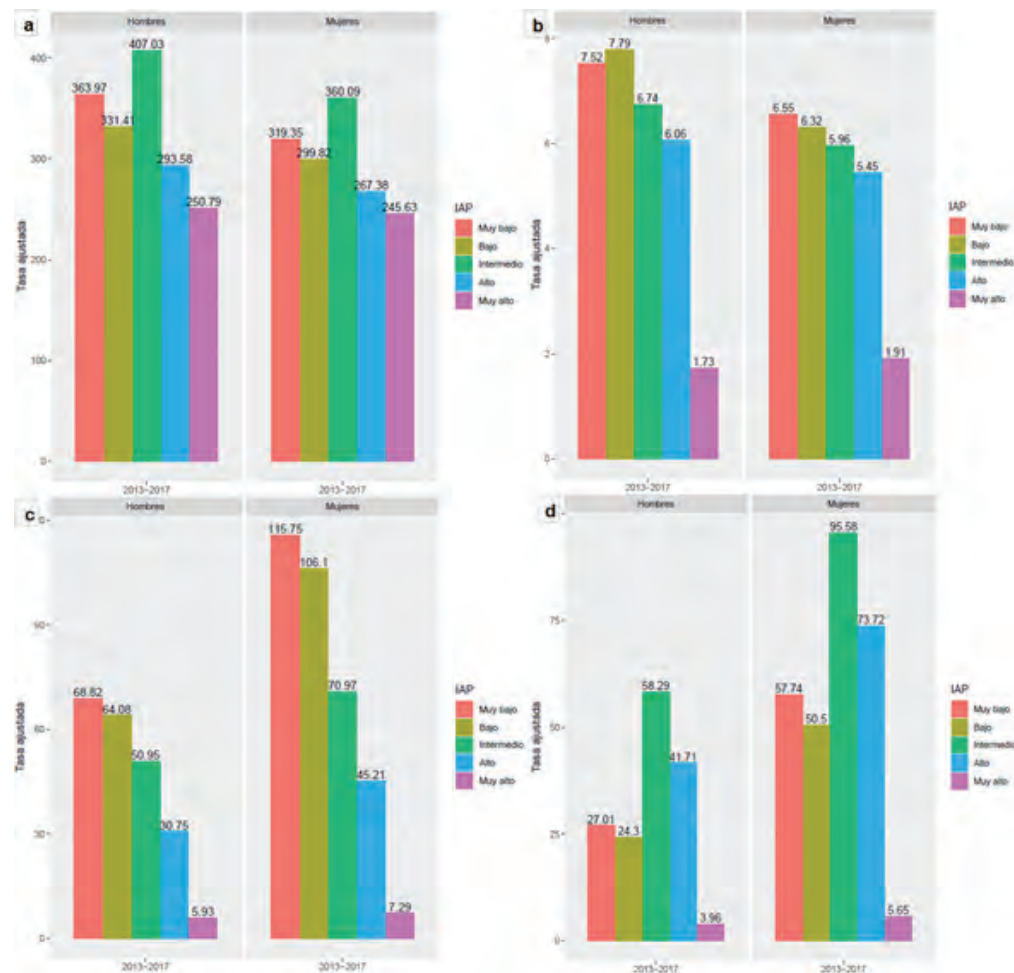 a
Hombres
Mujeres
Tasa ajustada
400
300
200
100
0
363.97
331.41
407.03
293.58
250.79
319.35
299.82
360.09
267.38
245.63
2013-2017
2013-2017
IAP
Muy bajo
Bajo
Intermedio
Alto
Muy alto
b
Hombres
Mujeres
Tasa ajustada
8
6
4
2
0
7.52
7.79
6.74
6.06
1.73
6.55
6.32
5.96
5.45
1.91
2013-2017
2013-2017
IAP
Muy bajo
Bajo
Intermedio
Alto
Muy alto
c
Hombres
Mujeres
Tasa ajustada
90
60
30
0
68.82
64.08
50.95
30.75
5.93
115.75
106.1
70.97
45.21
7.29
2013-2017
2013-2017
IAP
Muy bajo
Bajo
Intermedio
Alto
Muy alto
d
Hombres
Mujeres
Tasa ajustada
75
50
25
0
27.01
24.3
58.29
41.71
3.96
57.74
50.5
95.58
73.72
5.65
2013-2017
2013-2017
IAP
Muy bajo
Bajo
Intermedio
Alto
Muy alto